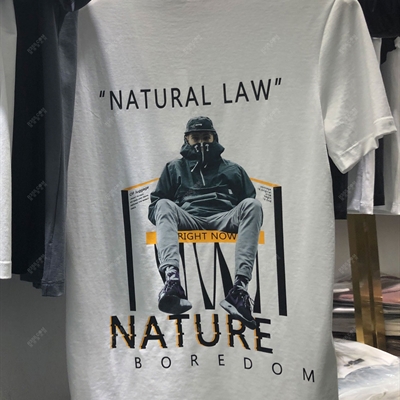 "NATURAL LAW"
RIGHT NOW
NATURE
BOREDOM